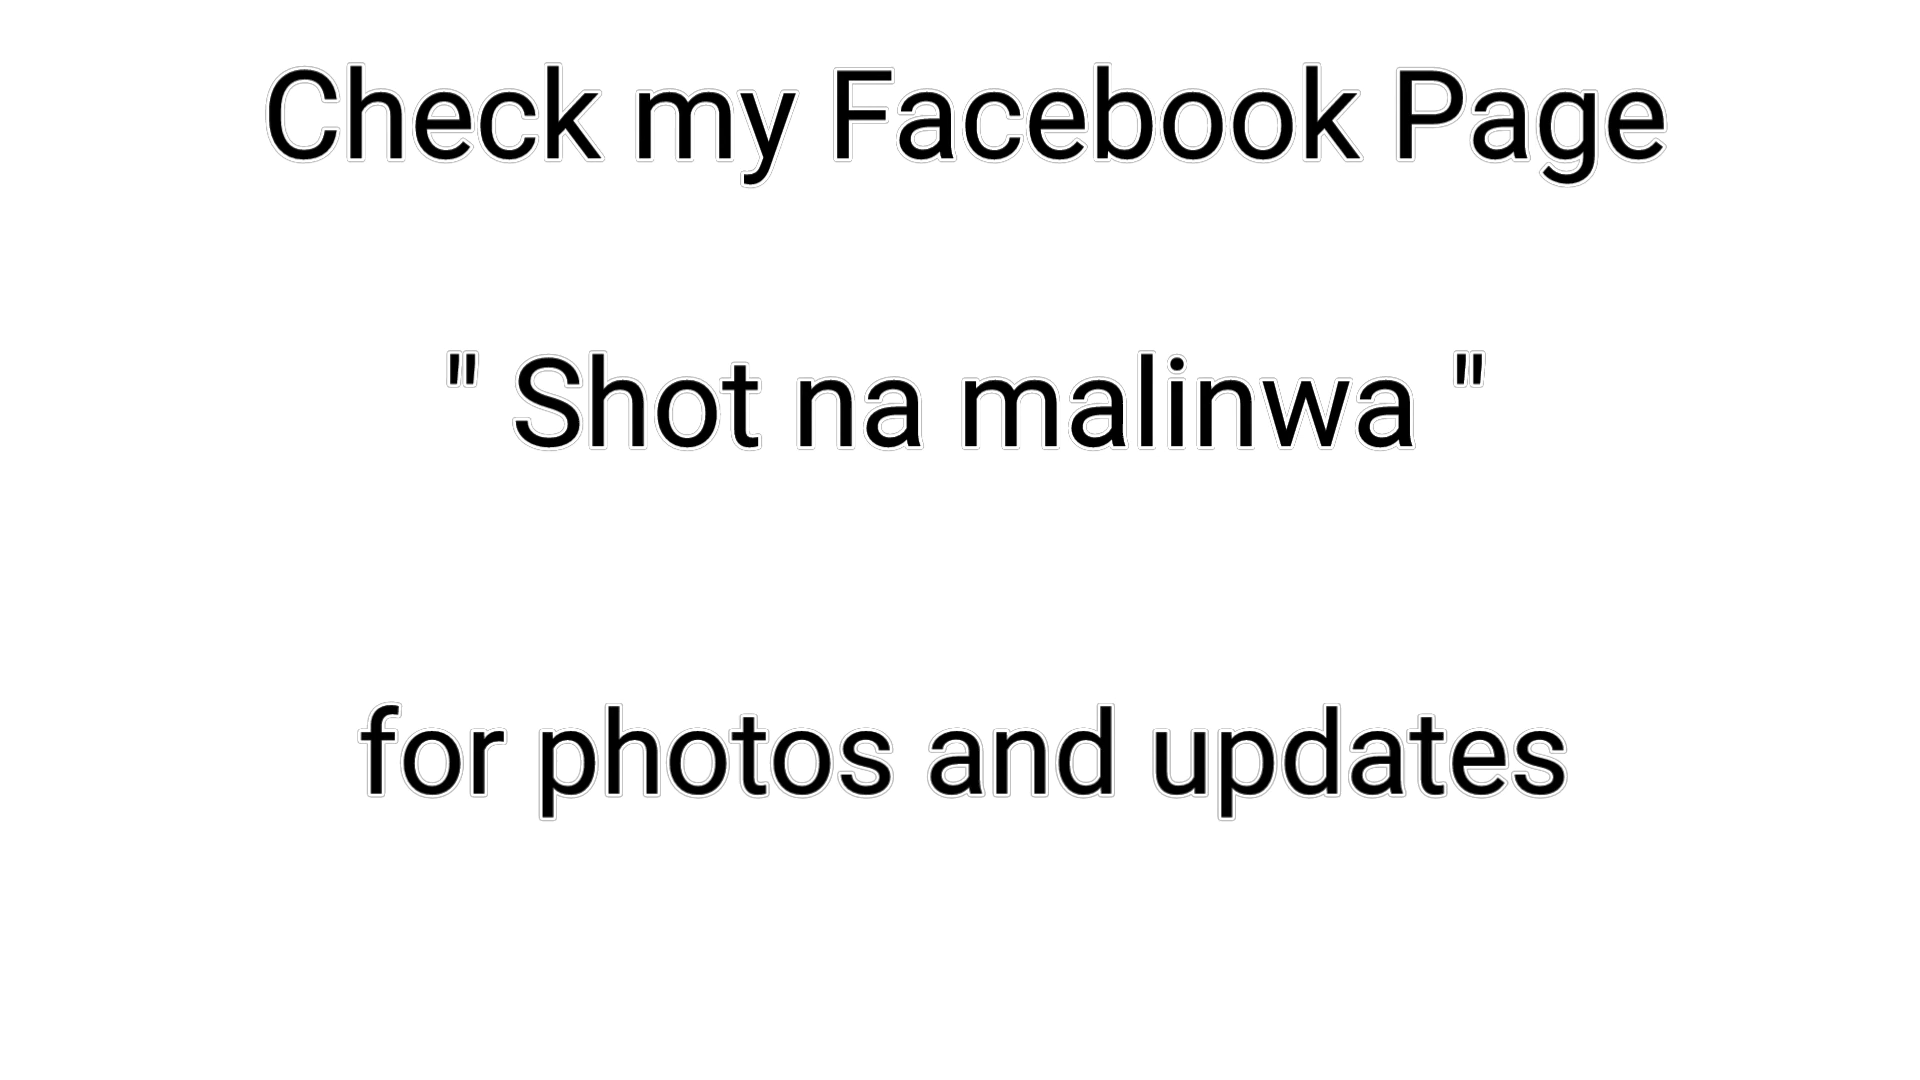 Check my Facebook Page
" Shot na malinwa "
for photos and updates